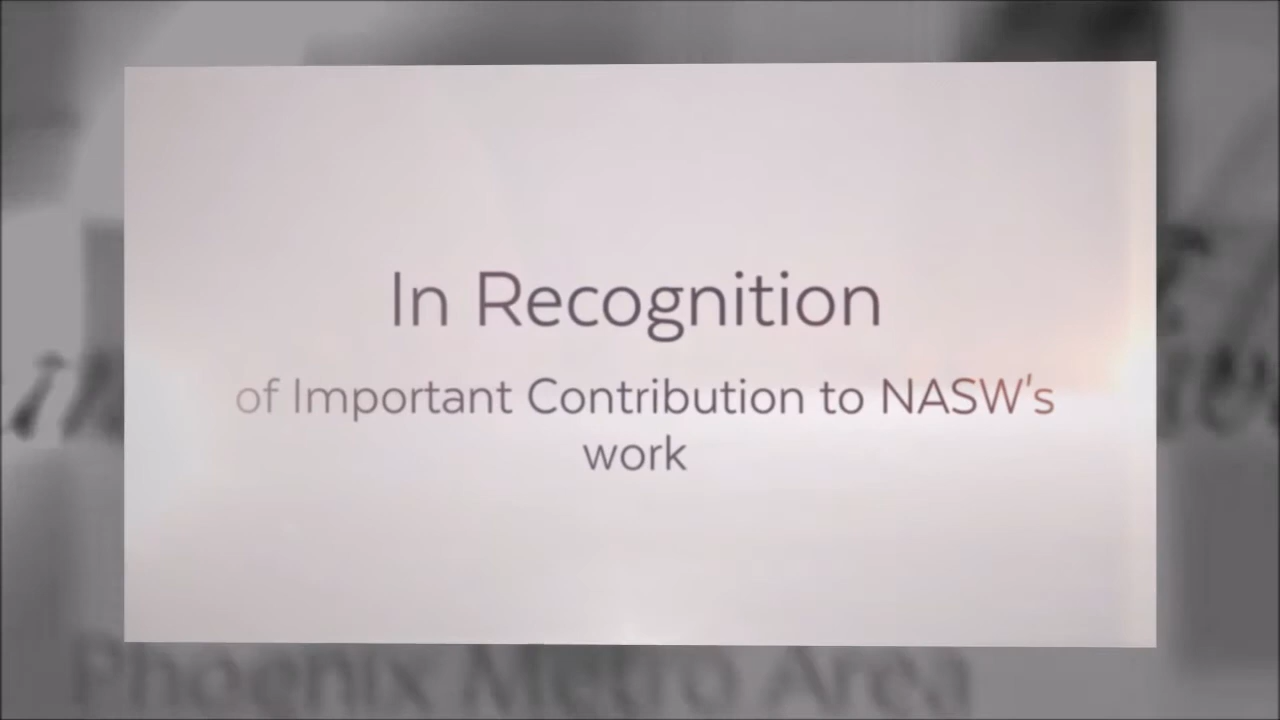 In Recognition
of Important Contribution to NASW's
work
Phoenix Metro Area